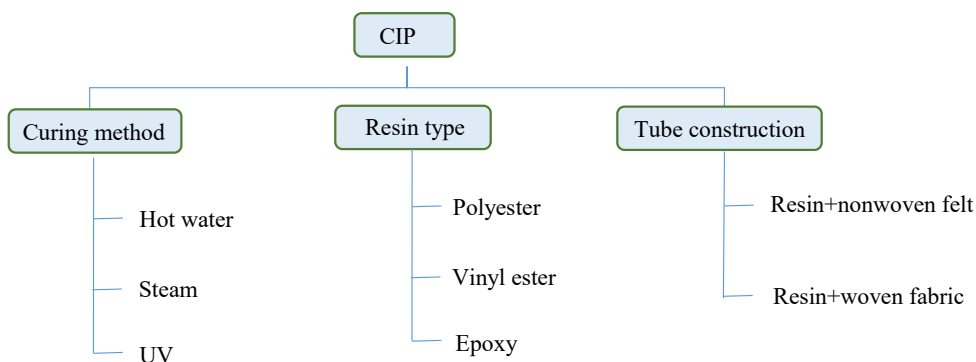 CIP
Curing method
Resin type
Tube construction
Hot water
Steam
UV
Polyester
Vinyl ester
Epoxy
Resin+nonwoven felt
Resin+woven fabric